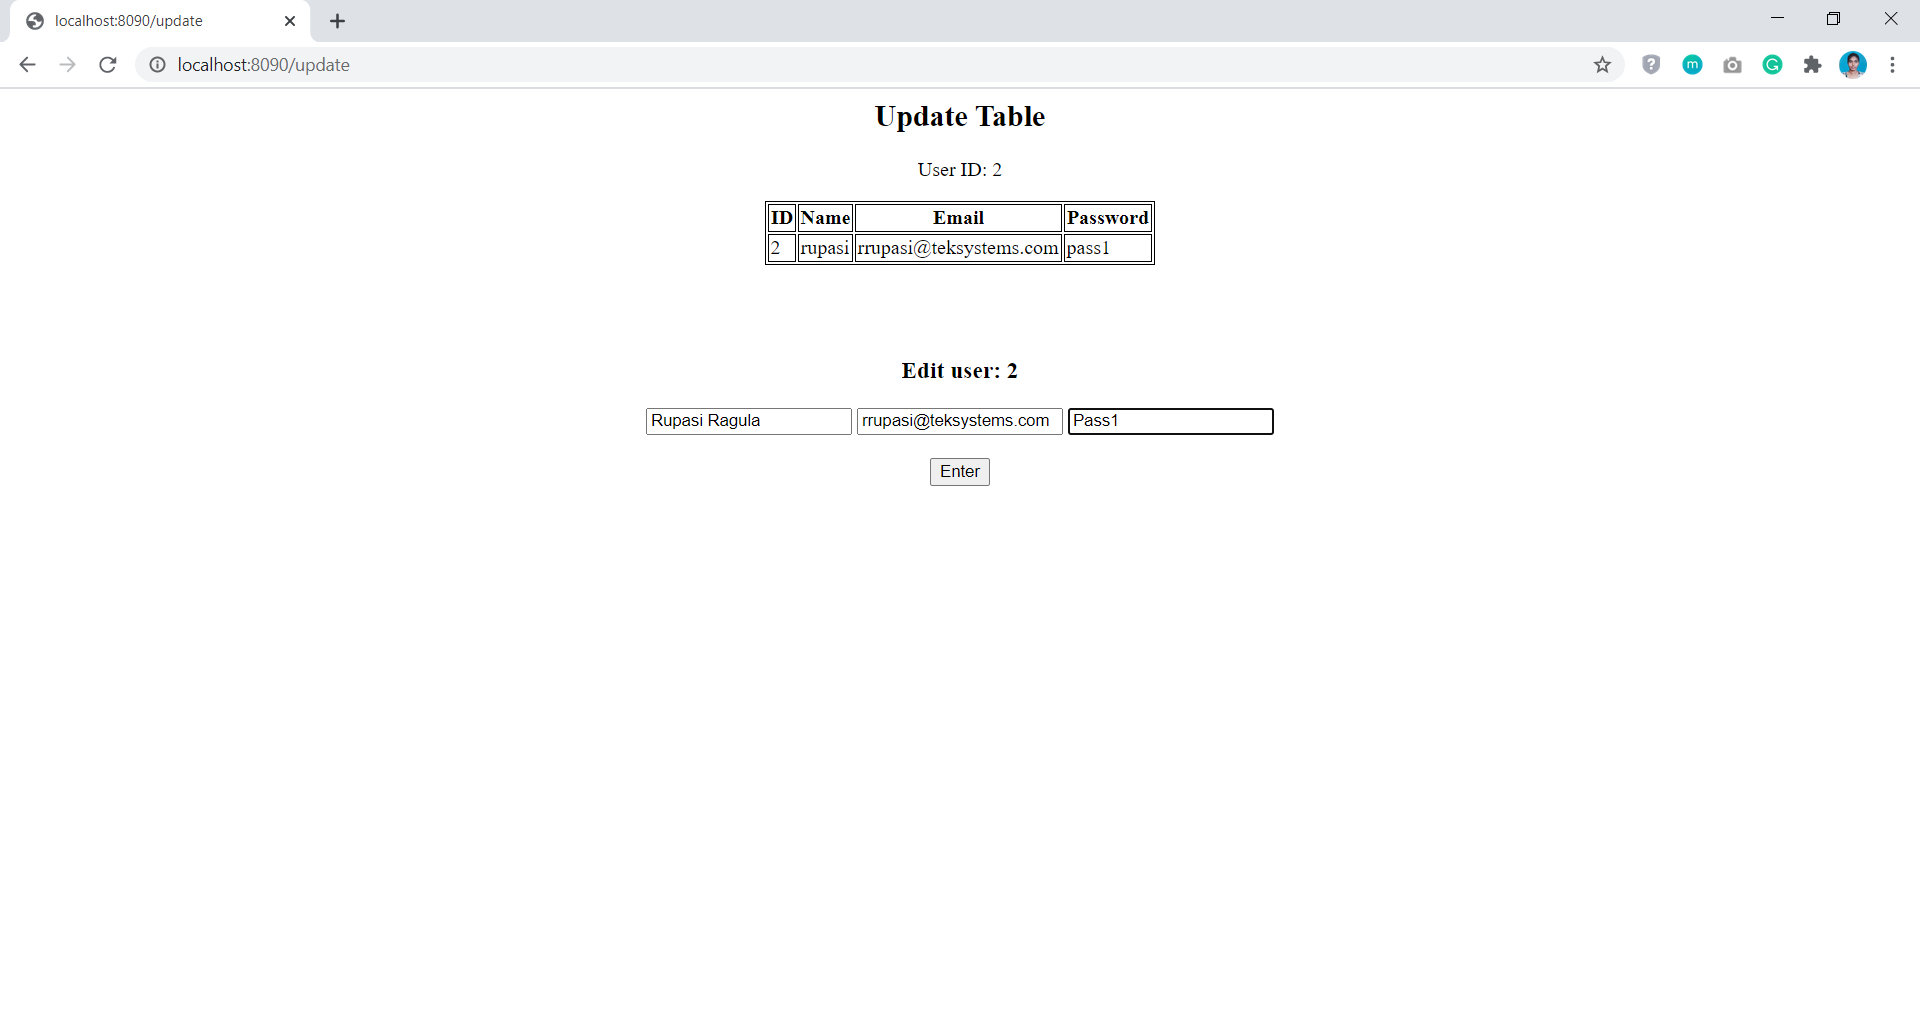 localhost:8090/update
localhost:8090/update
Update Table
User ID: 2
ID Name Email Password
2 rupasi rrupasi@teksystems.com pass1
Edit user: 2
Rupasi Ragula rrupasi@teksystems.com Pass1
Enter